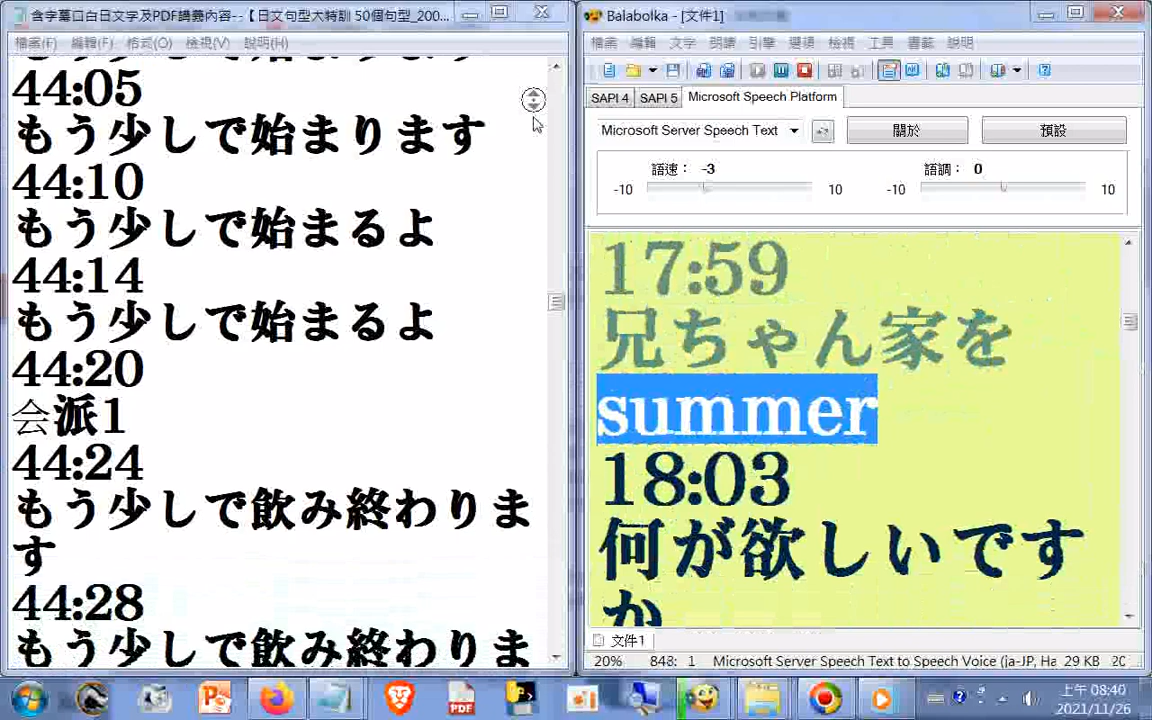 含字幕口白日文字及PDF講義內容--【日文句型大特訓 50個句型_200...
檔案(F) 編輯(F) 格式(O) 檢視(V) 說明(H)
44:05
もう少しで始まります
44:10
もう少しで始まるよ
44:14
もう少しで始まるよ
44:20
会派1
44:24
もう少しで飲み終わりま
す
44:28
もう少しで飲み終わりま
Balabolka - [文件1]
檔案 編輯 文字 朗讀 引擎 選項 檢視 工具 書籤 說明
SAPI 4 SAPI 5 Microsoft Speech Platform
Microsoft Server Speech Text 關於 預設
語速: -3 語調: 0
-10 10 -10 10
17:59
兄ちゃん家を
summer
18:03
何が欲しいです
か
文件1
20% 848: 1 Microsoft Server Speech Text to Speech Voice (ja-JP, Ha 29 KB 20
PDF
上午 08:40
2021/11/26